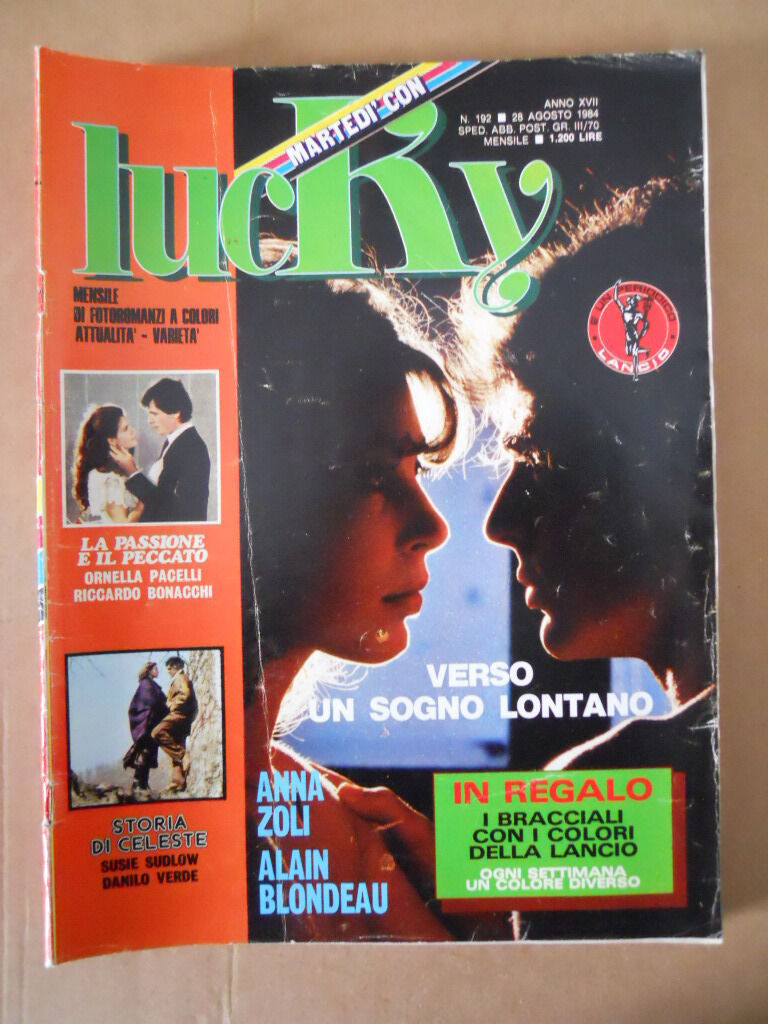 MARTEDI' CON
lucKy
ANNO XVII
N. 192 ■ 28 AGOSTO 1984
SPED. ABB. POST. GR. III/70
MENSILE ■ 1.200 LIRE
MENSILE
DI FOTOROMANZI A COLORI
ATTUALITA' - VARIETA'
E' UN PERIODICO
LANCIO
LA PASSIONE
E IL PECCATO
ORNELLA PACELLI
RICCARDO BONACCHI
VERSO
UN SOGNO LONTANO
STORIA
DI CELESTE
SUSIE SUDLOW
DANILO VERDE
ANNA
ZOLI
ALAIN
BLONDEAU
IN REGALO
I BRACCIALI
CON I COLORI
DELLA LANCIO
OGNI SETTIMANA
UN COLORE DIVERSO